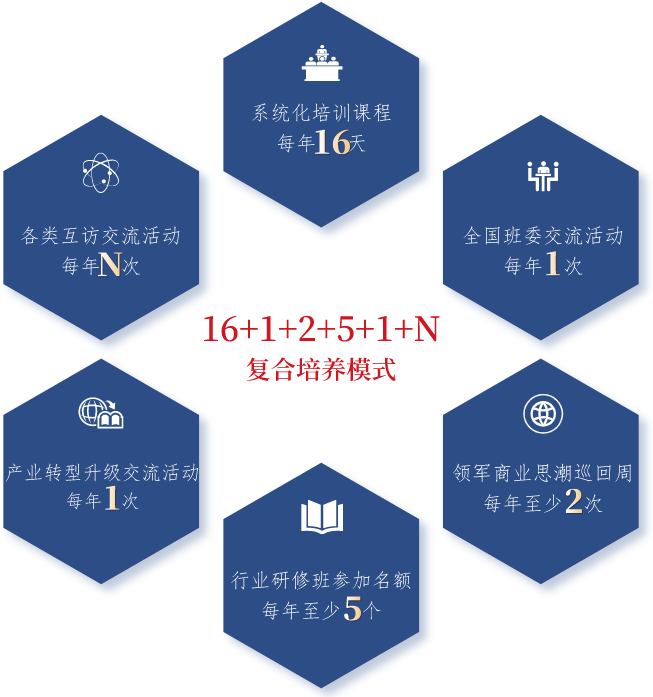 系统化培训课程
每年16天
全国班委交流活动
每年1次
领军商业思潮巡回周
每年至少2次
行业研修班参加名额
每年至少5个
产业转型升级交流活动
每年1次
各类互访交流活动
每年N次
16+1+2+5+1+N
复合培养模式